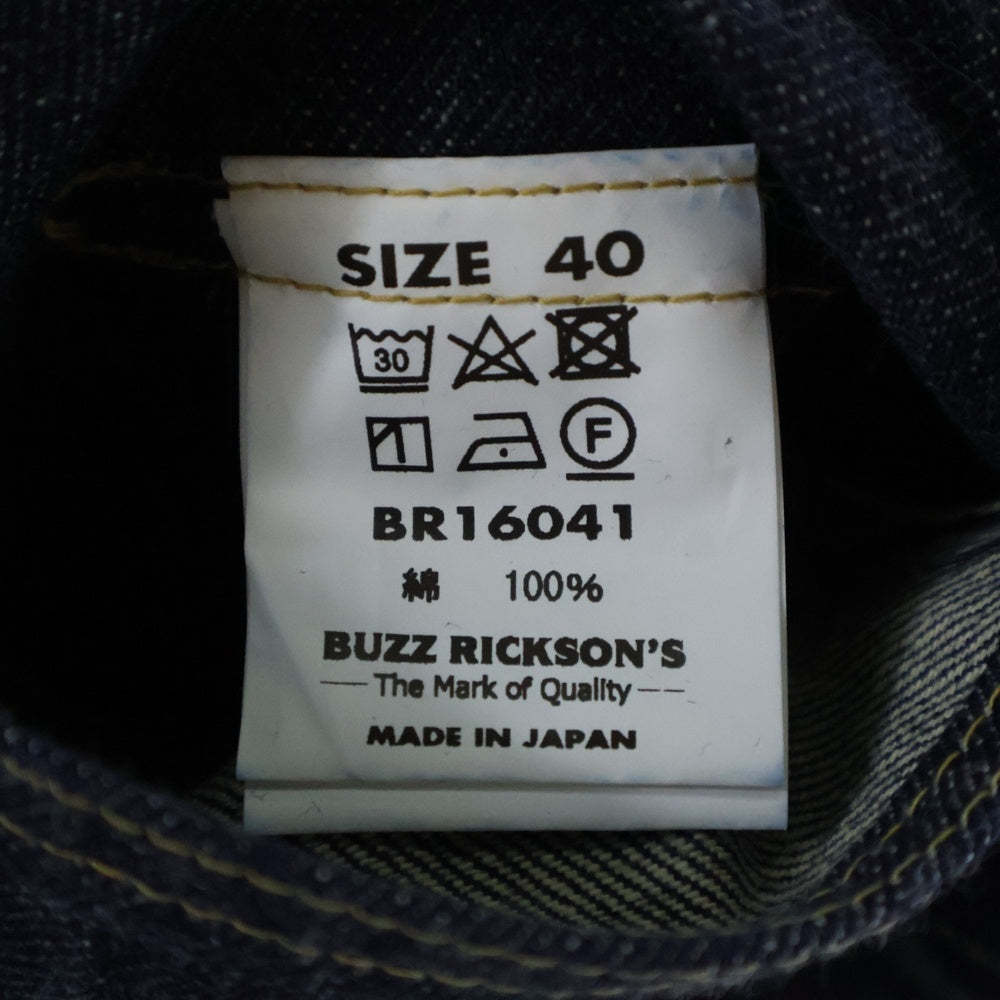 SIZE 40
30
F
BR16041
綿 100%
BUZZ RICKSON'S
The Mark of Quality
MADE IN JAPAN